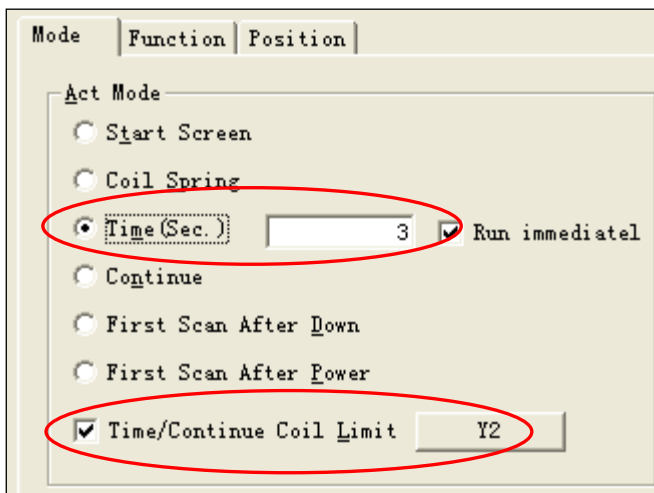 Mode Function Position
Act Mode
Start Screen
Coil Spring
Time(Sec.) 3 Run immediatel
Continue
First Scan After Down
First Scan After Power
Time/Continue Coil Limit Y2